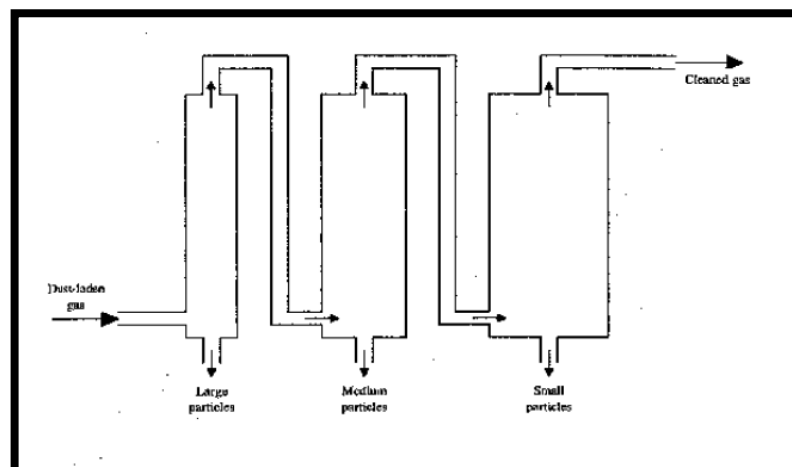 Cleaned gas
Dust-laden
gas
Large
particles
Medium
particles
Small
particles